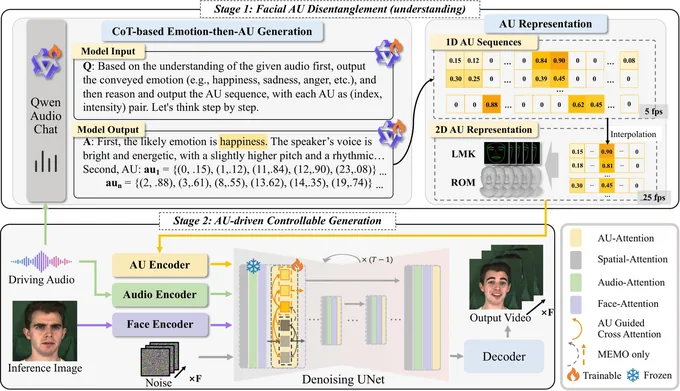 Stage 1: Facial AU Disentanglement (understanding)
CoT-based Emotion-then-AU Generation
Model Input
Q: Based on the understanding of the given audio first, output
the conveyed emotion (e.g., happiness, sadness, anger, etc.), and
then reason and output the AU sequence, with each AU as (index,
intensity) pair. Let's think step by step.
Qwen
Audio
Chat
Model Output
A: First, the likely emotion is happiness. The speaker's voice is
bright and energetic, with a slightly higher pitch and a rhythmic…
Second, AU: au1 = {(0, .15), (1,.12), (11,.84), (12,.90), (23,.08)} ...
aun = {(2, .88), (3,.61), (8,.55), (13.62), (14,.35), (19,.74)} ...
AU Representation
1D AU Sequences
0.15 0.12 ... 0 ... 0.84 0.90 ... ... 0.08
0.30 0.25 ... 0 ... 0.39 0.45 ... ... 0
0 0 0.88 ... 0 ... 0.62 0.45 ... 0
5 fps
2D AU Representation
Interpolation
LMK
ROM
0.15 – 0.90 –
0.18 – 0.81 –
...
0.30 – 0.45 –
25 fps
Stage 2: AU-driven Controllable Generation
Driving Audio
Inference Image
AU Encoder
Audio Encoder
Face Encoder
Noise
×F
×(T−1)
Denoising UNet
Decoder
Output Video
×F
AU-Attention
Spatial-Attention
Audio-Attention
Face-Attention
AU Guided
Cross Attention
MEMO only
Trainable
Frozen